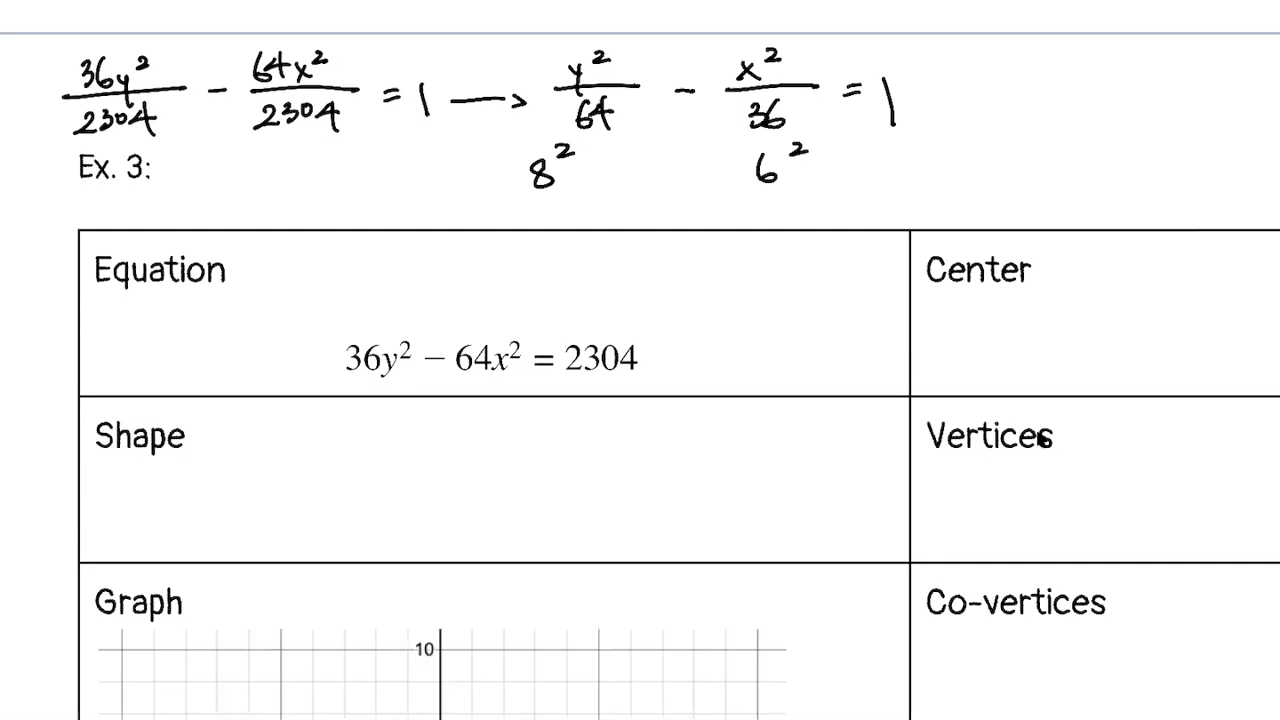 36y²/2304 - 64x²/2304 = 1 → y²/64 - x²/36 = 1
8² 6²
Ex. 3:
Equation
36y² − 64x² = 2304
Center
Shape
Vertices
Graph
10
Co-vertices